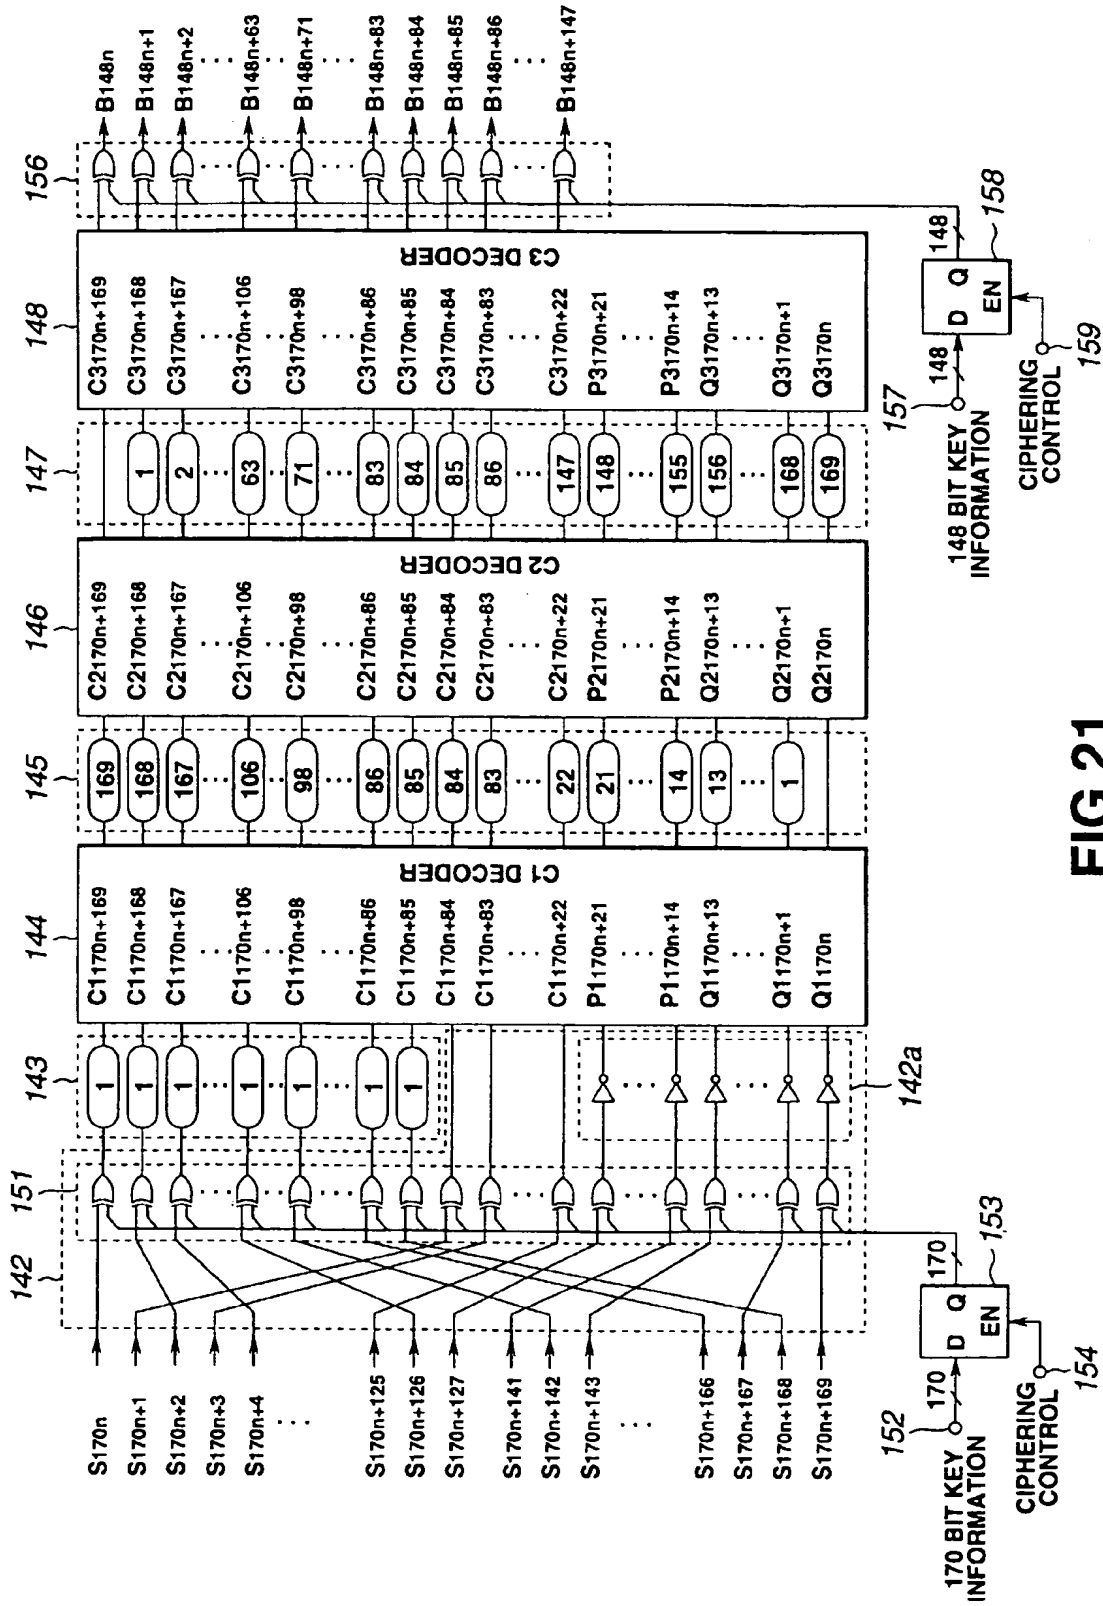 S170n
S170n+1
S170n+2
S170n+3
S170n+4
S170n+125
S170n+126
S170n+127
S170n+141
S170n+142
S170n+143
S170n+166
S170n+167
S170n+168
S170n+169
142
151
170 BIT KEY
INFORMATION
152
170
D Q
EN
170
153
CIPHERING
CONTROL
154
143
1
1
1
1
1
1
1
142a
144
C1 DECODER
C1170n+169
C1170n+168
C1170n+167
C1170n+106
C1170n+98
C1170n+86
C1170n+85
C1170n+84
C1170n+83
C1170n+22
P1170n+21
P1170n+14
Q1170n+13
Q1170n+1
Q1170n
145
169
168
167
106
98
86
85
84
83
22
21
14
13
1
146
C2 DECODER
C2170n+169
C2170n+168
C2170n+167
C2170n+106
C2170n+98
C2170n+86
C2170n+85
C2170n+84
C2170n+83
C2170n+22
P2170n+21
P2170n+14
Q2170n+13
Q2170n+1
Q2170n
147
1
2
63
71
83
84
85
86
147
148
155
156
168
169
148
C3 DECODER
C3170n+169
C3170n+168
C3170n+167
C3170n+106
C3170n+98
C3170n+86
C3170n+85
C3170n+84
C3170n+83
C3170n+22
P3170n+21
P3170n+14
Q3170n+13
Q3170n+1
Q3170n
156
B148n
B148n+1
B148n+2
B148n+63
B148n+71
B148n+83
B148n+84
B148n+85
B148n+86
B148n+147
148 BIT KEY
INFORMATION
157
148
D Q
EN
148
158
CIPHERING
CONTROL
159
FIG.21